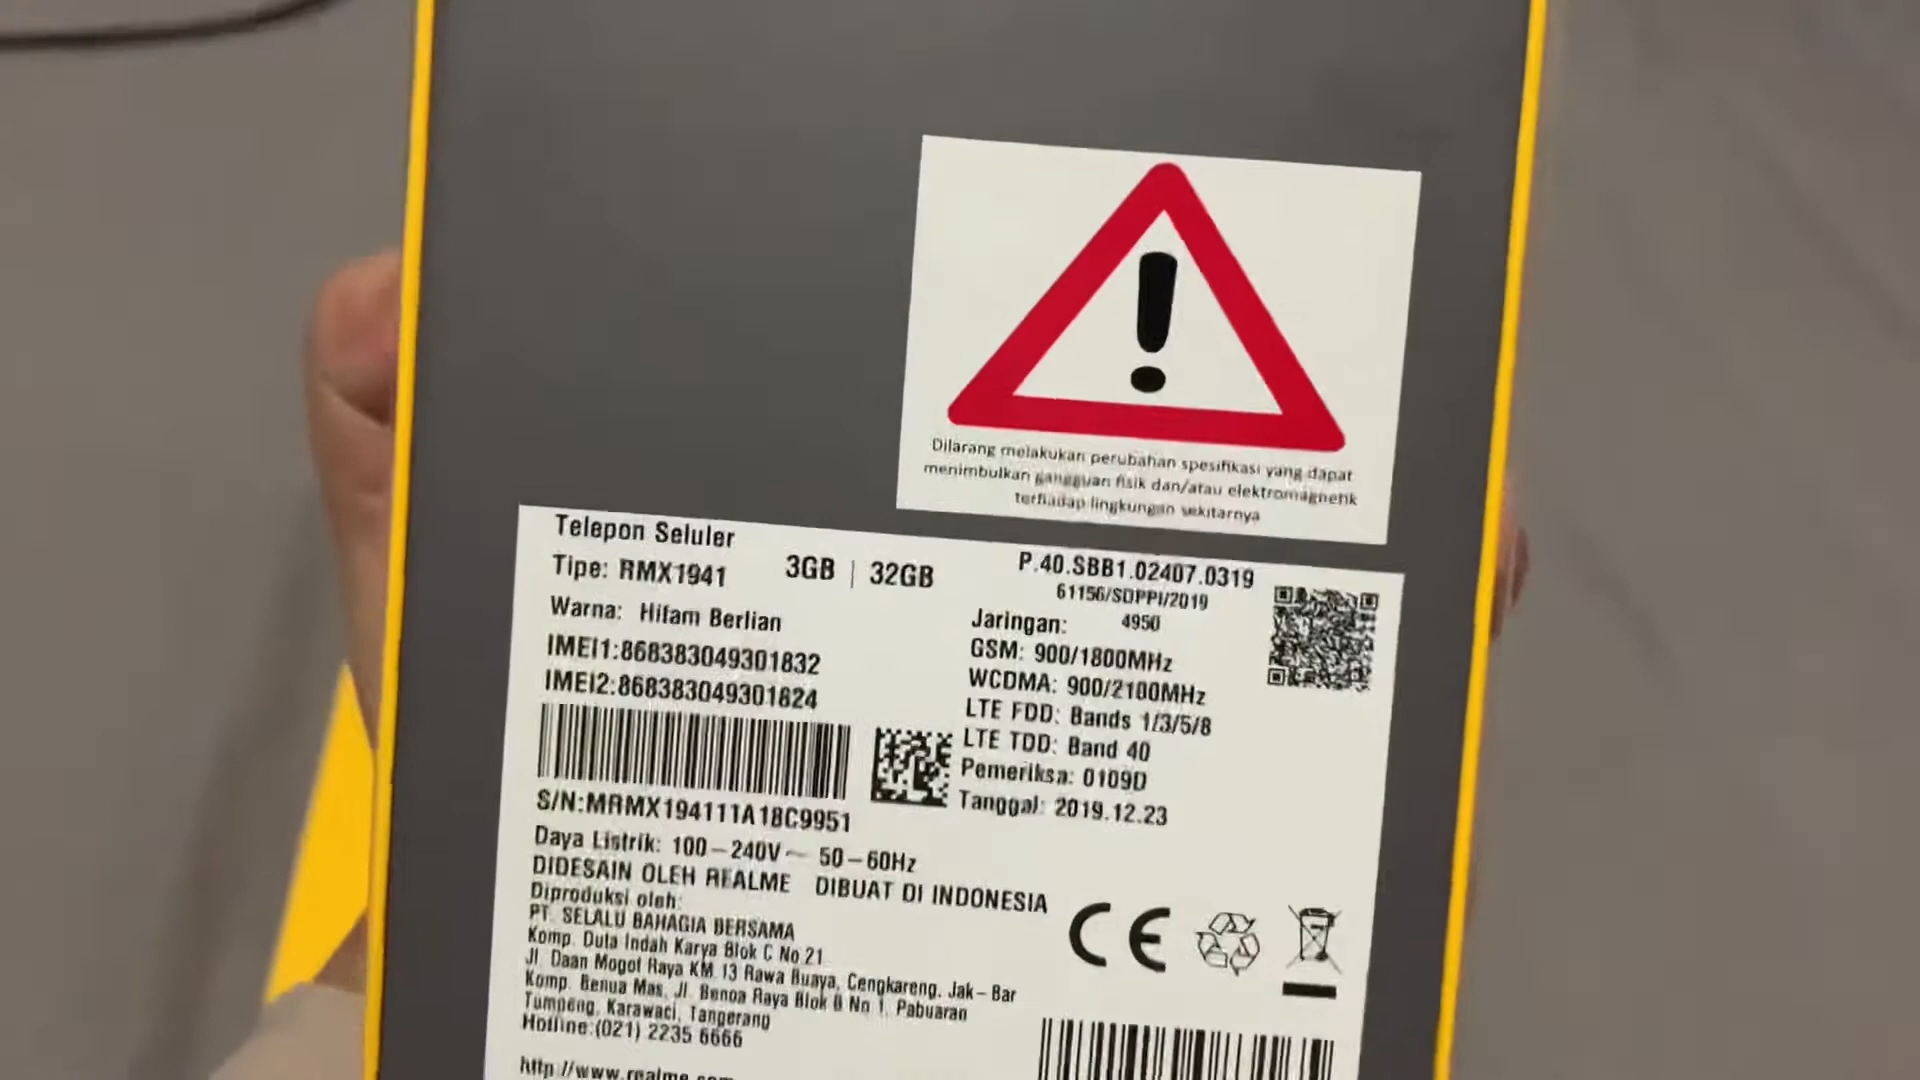 Dilarang melakukan perubahan spesifikasi yang dapat
menimbulkan gangguan fisik dan/atau elektromagnetik
terhadap lingkungan sekitarnya
Telepon Seluler
Tipe: RMX1941 3GB | 32GB
Warna: Hitam Berlian
IMEI1:868383049301832
IMEI2:868383049301824
S/N:MRMX194111A18C9951
P.40.SBB1.02407.0319
61156/SDPPI/2019
4950
Jaringan:
GSM: 900/1800MHz
WCDMA: 900/2100MHz
LTE FDD: Bands 1/3/5/8
LTE TDD: Band 40
Pemeriksa: 0109D
Tanggal: 2019.12.23
Daya Listrik: 100–240V~ 50–60Hz
DIDESAIN OLEH REALME DIBUAT DI INDONESIA
Diproduksi oleh:
PT. SELALU BAHAGIA BERSAMA
Komp. Duta Indah Karya Blok C No.21
Jl. Daan Mogot Raya KM.13 Rawa Buaya, Cengkareng, Jak–Bar
Komp. Benua Mas, Jl. Benoa Raya Blok B No 1, Pabuaran
Tumpeng, Karawaci, Tangerang
Hotline:(021) 2235 6666
http://www.realme.com
CE